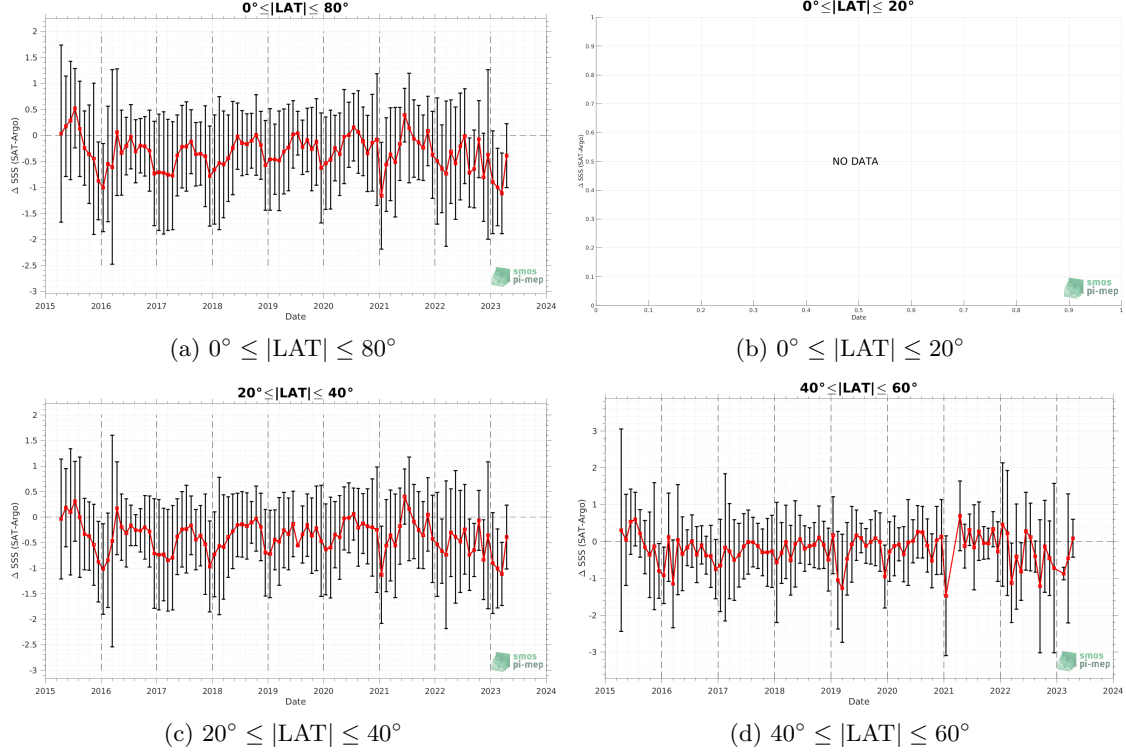 0°≤|LAT|≤ 80°
2
1.5
1
0.5
0
-0.5
-1
-1.5
-2
-2.5
-3
Δ SSS (SAT-Argo)
2015 2016 2017 2018 2019 2020 2021 2022 2023 2024
Date
smos
pi-mep
(a) 0° ≤ |LAT| ≤ 80°
0°≤|LAT|≤ 20°
1
0.9
0.8
0.7
0.6
0.5
0.4
0.3
0.2
0.1
0
Δ SSS (SAT-Argo)
NO DATA
0 0.1 0.2 0.3 0.4 0.5 0.6 0.7 0.8 0.9 1
Date
smos
pi-mep
(b) 0° ≤ |LAT| ≤ 20°
20°≤|LAT|≤ 40°
2
1.5
1
0.5
0
-0.5
-1
-1.5
-2
-2.5
-3
Δ SSS (SAT-Argo)
2015 2016 2017 2018 2019 2020 2021 2022 2023 2024
Date
smos
pi-mep
(c) 20° ≤ |LAT| ≤ 40°
40°≤|LAT|≤ 60°
3
2
1
0
-1
-2
-3
Δ SSS (SAT-Argo)
2015 2016 2017 2018 2019 2020 2021 2022 2023 2024
Date
smos
pi-mep
(d) 40° ≤ |LAT| ≤ 60°